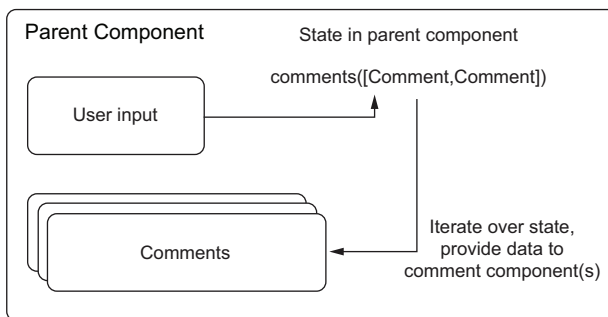 Parent Component
State in parent component
comments([Comment,Comment])
User input
Iterate over state,
provide data to
comment component(s)
Comments